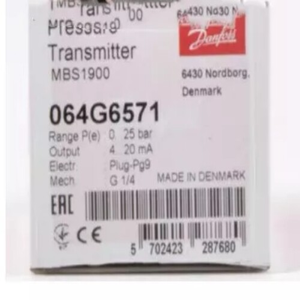 Pressure
Transmitter
MBS1900
Danfoss
6430 Nordborg,
Denmark
064G6571
Range P(e) 0. 25 bar
Output 4. 20 mA
Electr. Plug-Pg9
Mech G 1/4
MADE IN DENMARK
EAC
CE
5 702423 287680